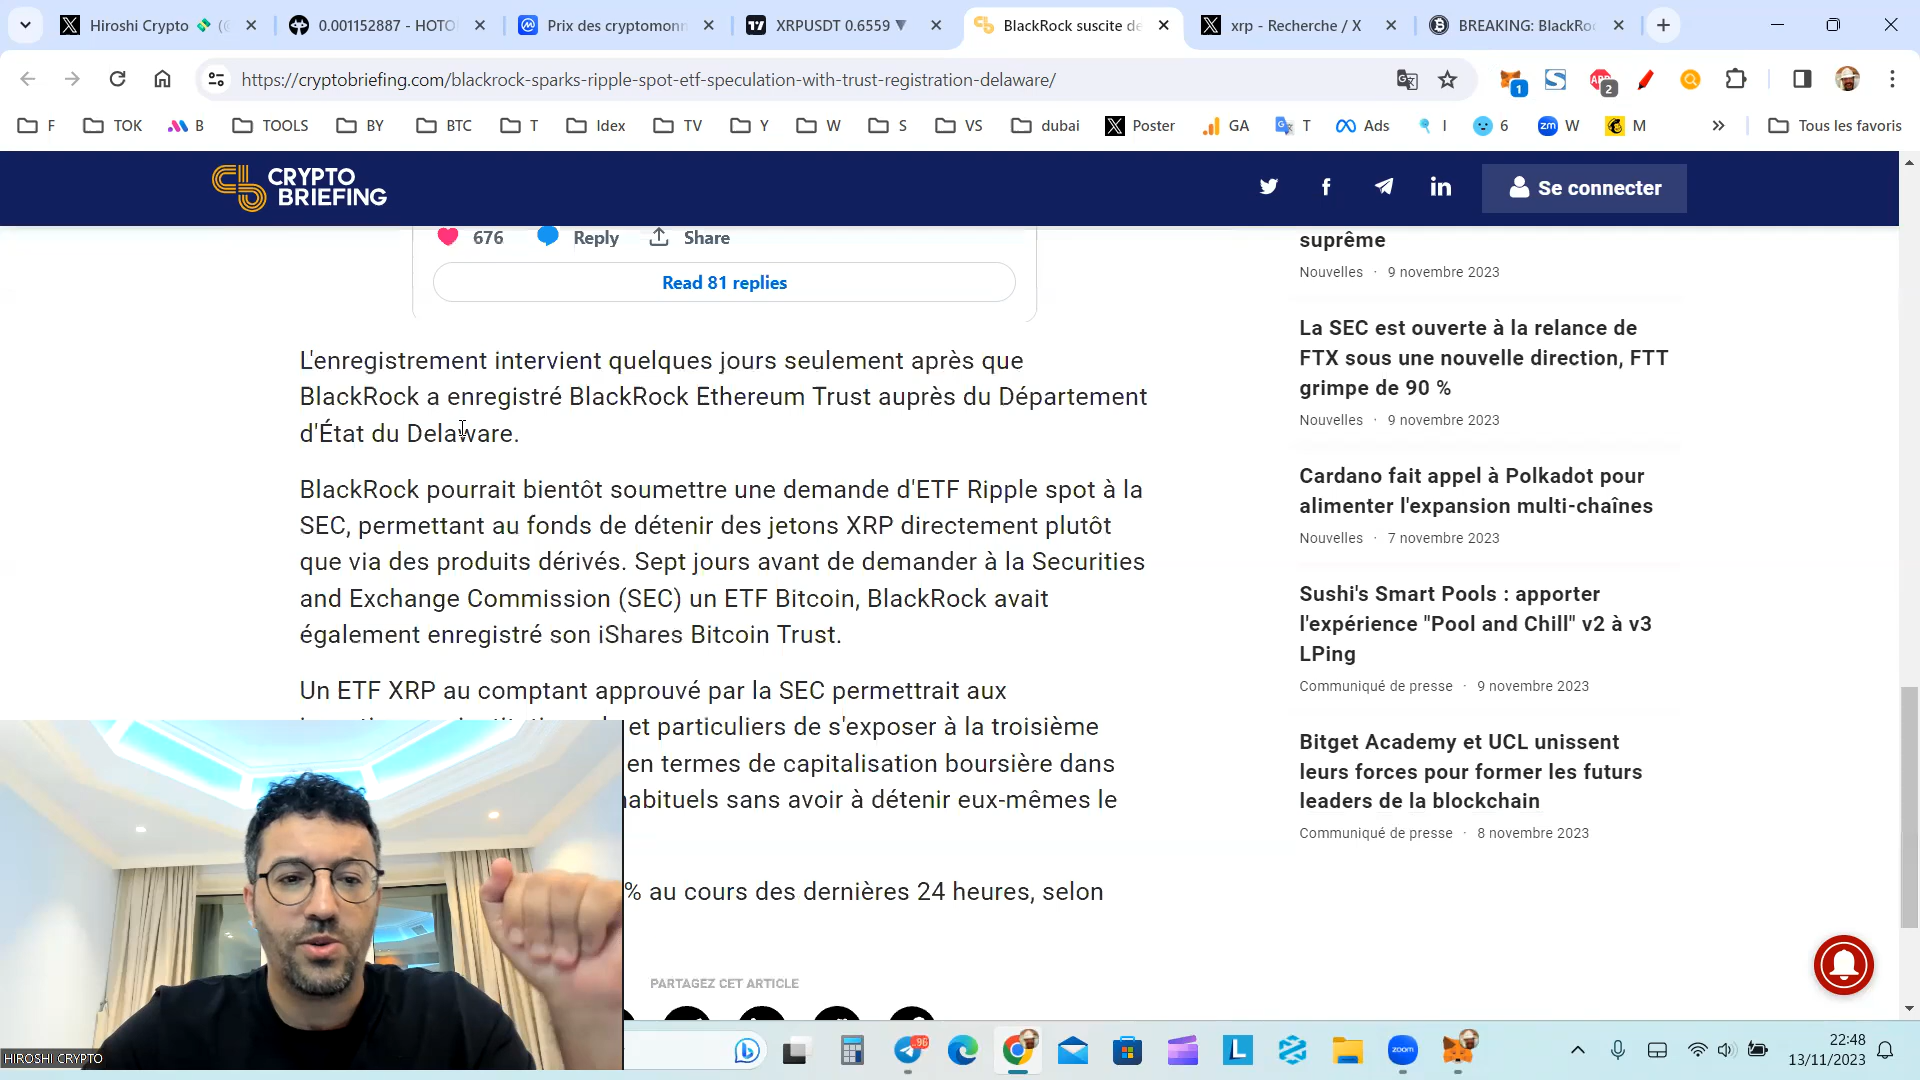 Hiroshi Crypto
0.001152887 - HOTO
Prix des cryptomonn
XRPUSDT 0.6559 ▼
BlackRock suscite de
xrp - Recherche / X
BREAKING: BlackRo
https://cryptobriefing.com/blackrock-sparks-ripple-spot-etf-speculation-with-trust-registration-delaware/
1
2
F
TOK
B
TOOLS
BY
BTC
T
Idex
TV
Y
W
S
VS
dubai
Poster
GA
T
Ads
I
6
zm
W
M
»
Tous les favoris
CRYPTO
BRIEFING
Se connecter
676
Reply
Share
Read 81 replies
L'enregistrement intervient quelques jours seulement après que
BlackRock a enregistré BlackRock Ethereum Trust auprès du Département
d'État du Delaware.
BlackRock pourrait bientôt soumettre une demande d'ETF Ripple spot à la
SEC, permettant au fonds de détenir des jetons XRP directement plutôt
que via des produits dérivés. Sept jours avant de demander à la Securities
and Exchange Commission (SEC) un ETF Bitcoin, BlackRock avait
également enregistré son iShares Bitcoin Trust.
Un ETF XRP au comptant approuvé par la SEC permettrait aux
et particuliers de s'exposer à la troisième
en termes de capitalisation boursière dans
habituels sans avoir à détenir eux-mêmes le
% au cours des dernières 24 heures, selon
PARTAGEZ CET ARTICLE
suprême
Nouvelles · 9 novembre 2023
La SEC est ouverte à la relance de
FTX sous une nouvelle direction, FTT
grimpe de 90 %
Nouvelles · 9 novembre 2023
Cardano fait appel à Polkadot pour
alimenter l'expansion multi-chaînes
Nouvelles · 7 novembre 2023
Sushi's Smart Pools : apporter
l'expérience "Pool and Chill" v2 à v3
LPing
Communiqué de presse · 9 novembre 2023
Bitget Academy et UCL unissent
leurs forces pour former les futurs
leaders de la blockchain
Communiqué de presse · 8 novembre 2023
HIROSHI CRYPTO
96
L
zoom
22:48
13/11/2023